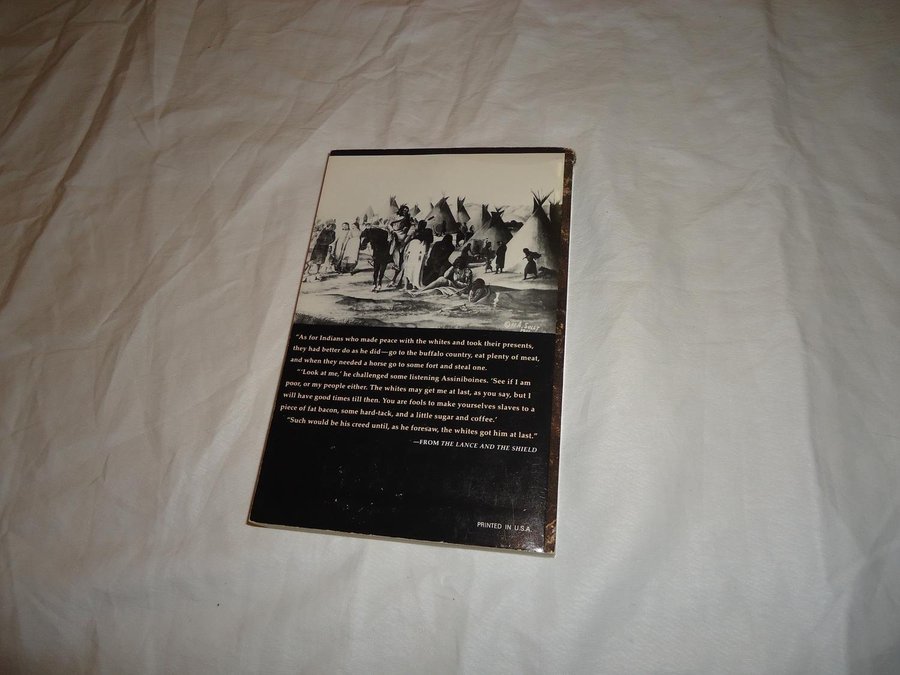 "As for Indians who made peace with the whites and took their presents,
they had better do as he did—go to the buffalo country, eat plenty of meat,
and when they needed a horse go to some fort and steal one.
"'Look at me,' he challenged some listening Assiniboines. 'See if I am
poor, or my people either. The whites may get me at last, as you say, but I
will have good times till then. You are fools to make yourselves slaves to a
piece of fat bacon, some hard-tack, and a little sugar and coffee.'
"Such would be his creed until, as he foresaw, the whites got him at last."
—FROM THE LANCE AND THE SHIELD
PRINTED IN U.S.A.